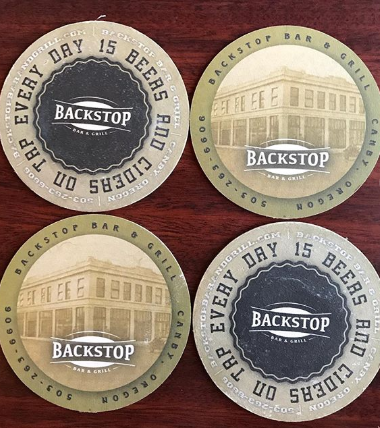 EVERY DAY 15 BEERS AND CIDERS ON TAP
BACKSTOP
BAR & GRILL
BACKSTOP BAR & GRILL
CANBY, OREGON
503-263-6606
BACKSTOP
BAR & GRILL
BACKSTOP BAR & GRILL
CANBY, OREGON
503-263-6606
BACKSTOP
BAR & GRILL
EVERY DAY 15 BEERS AND CIDERS ON TAP
BACKSTOP
BAR & GRILL